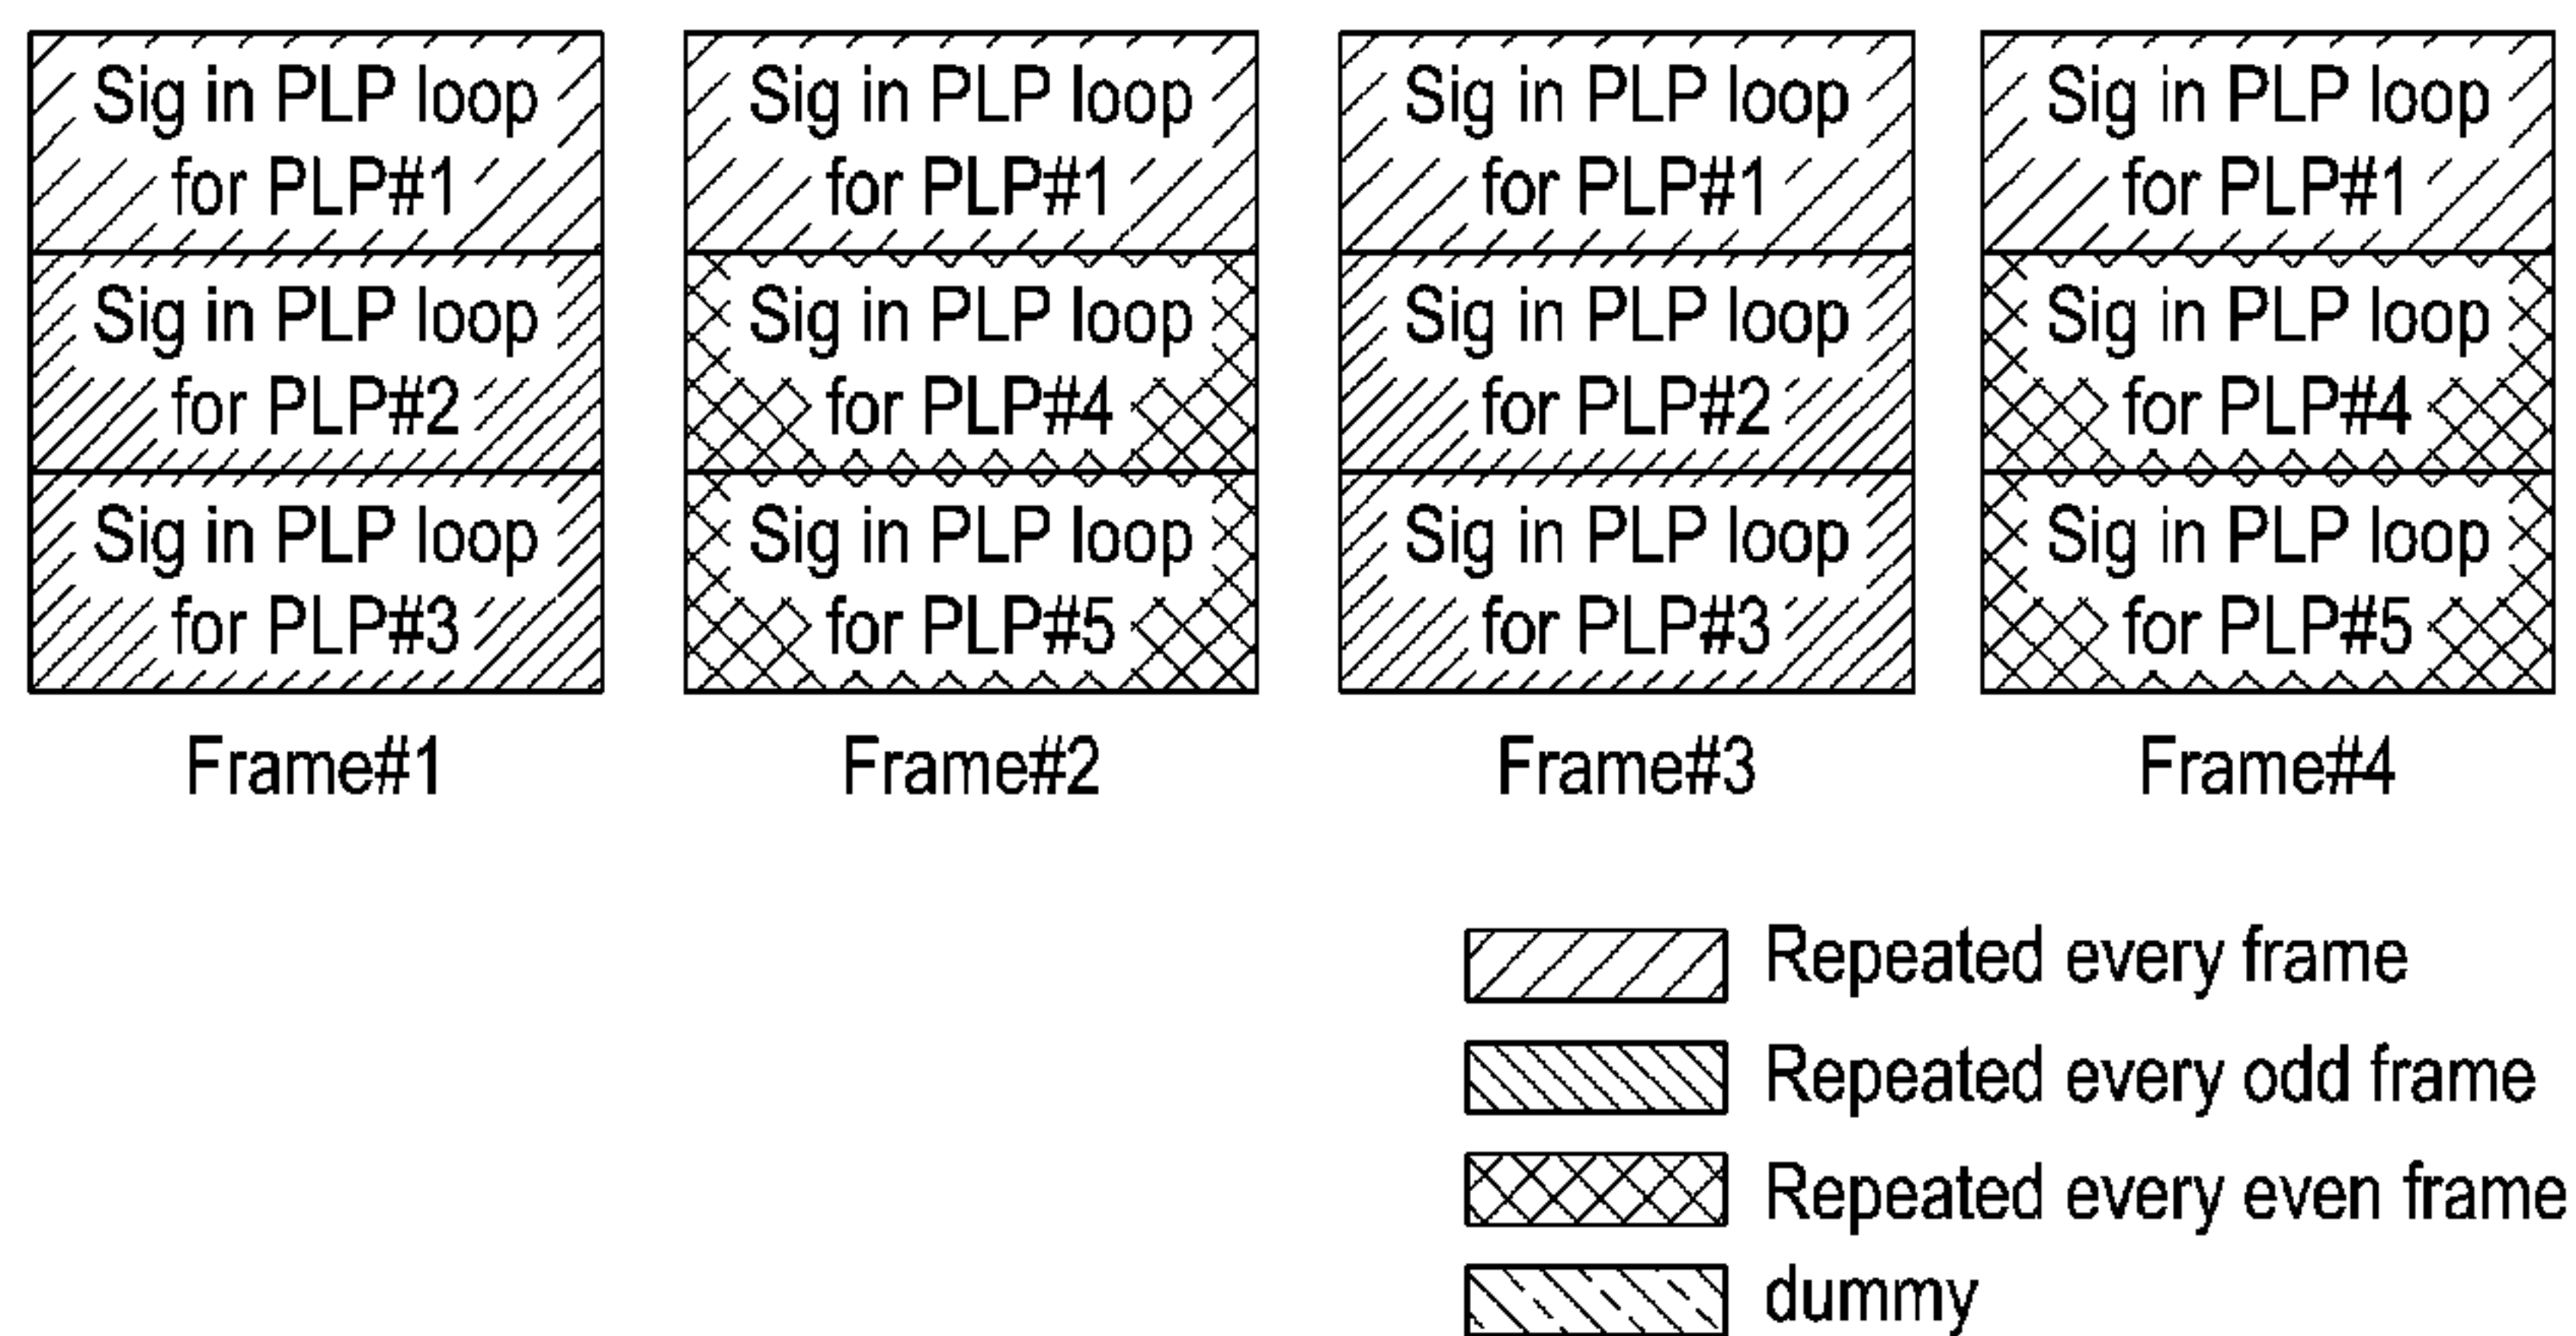 Sig in PLP loop
for PLP#1
Sig in PLP loop
for PLP#2
Sig in PLP loop
for PLP#3
Frame#1
Sig in PLP loop
for PLP#1
Sig in PLP loop
for PLP#4
Sig in PLP loop
for PLP#5
Frame#2
Sig in PLP loop
for PLP#1
Sig in PLP loop
for PLP#2
Sig in PLP loop
for PLP#3
Frame#3
Sig in PLP loop
for PLP#1
Sig in PLP loop
for PLP#4
Sig in PLP loop
for PLP#5
Frame#4
Repeated every frame
Repeated every odd frame
Repeated every even frame
dummy